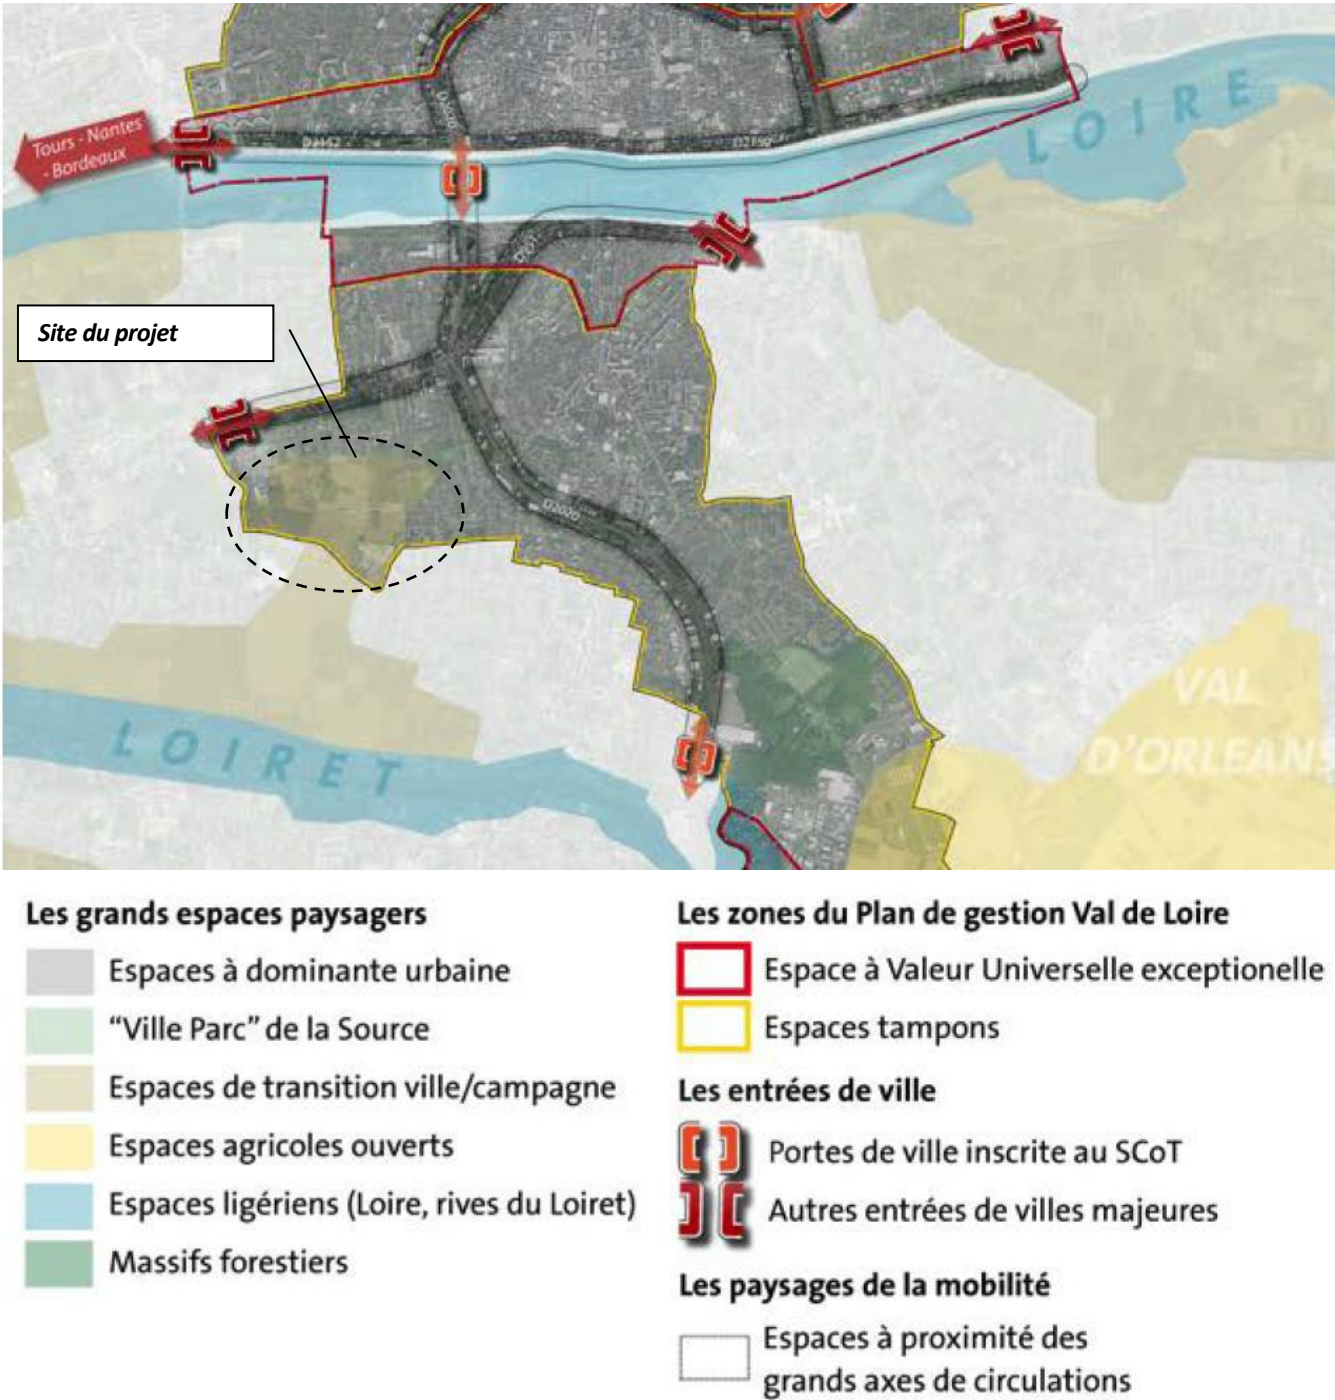 LOIRE
Tours - Nantes
- Bordeaux
D2152
Site du projet
D2020
LOIRET
VAL
D'ORLEANS
Les grands espaces paysagers
Espaces à dominante urbaine
"Ville Parc" de la Source
Espaces de transition ville/campagne
Espaces agricoles ouverts
Espaces ligériens (Loire, rives du Loiret)
Massifs forestiers
Les zones du Plan de gestion Val de Loire
Espace à Valeur Universelle exceptionelle
Espaces tampons
Les entrées de ville
Portes de ville inscrite au SCoT
Autres entrées de villes majeures
Les paysages de la mobilité
Espaces à proximité des
grands axes de circulations